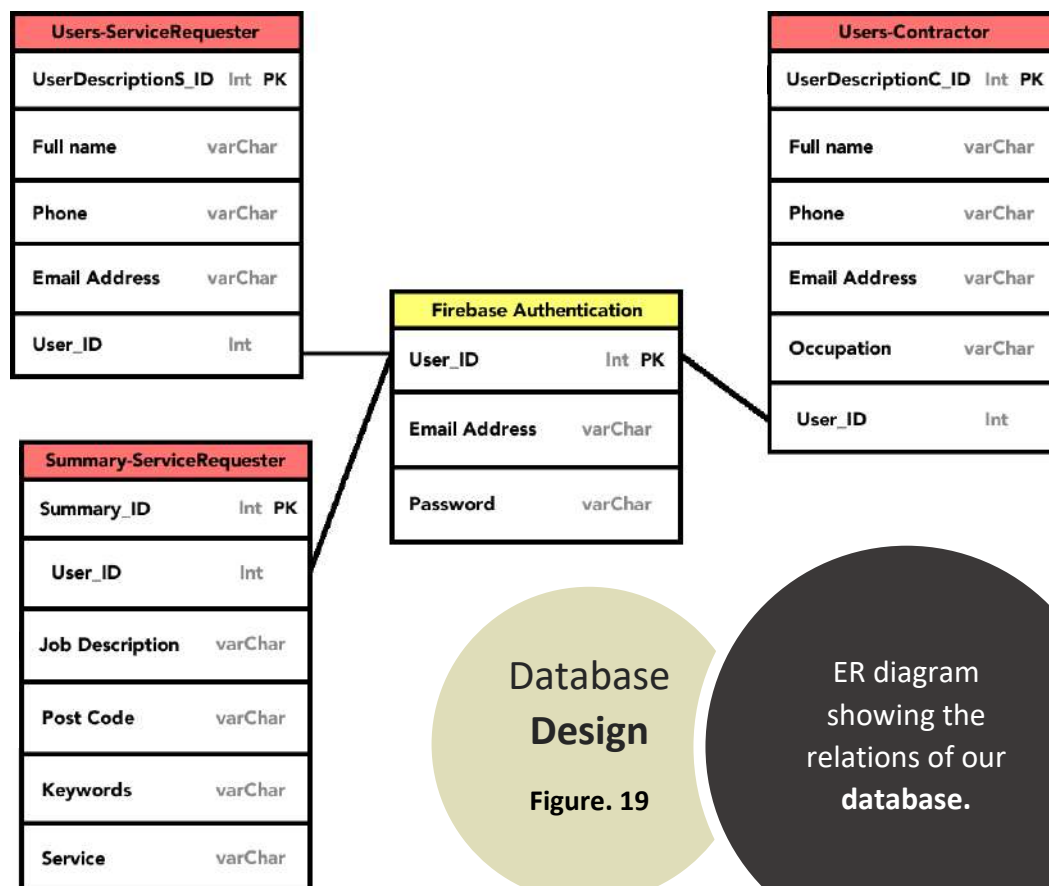 Users-ServiceRequester
UserDescriptionS_ID Int PK
Full name varChar
Phone varChar
Email Address varChar
User_ID Int
Users-Contractor
UserDescriptionC_ID Int PK
Full name varChar
Phone varChar
Email Address varChar
Occupation varChar
User_ID Int
Firebase Authentication
User_ID Int PK
Email Address varChar
Password varChar
Summary-ServiceRequester
Summary_ID Int PK
User_ID Int
Job Description varChar
Post Code varChar
Keywords varChar
Service varChar
Database
Design
Figure. 19
ER diagram
showing the
relations of our
database.